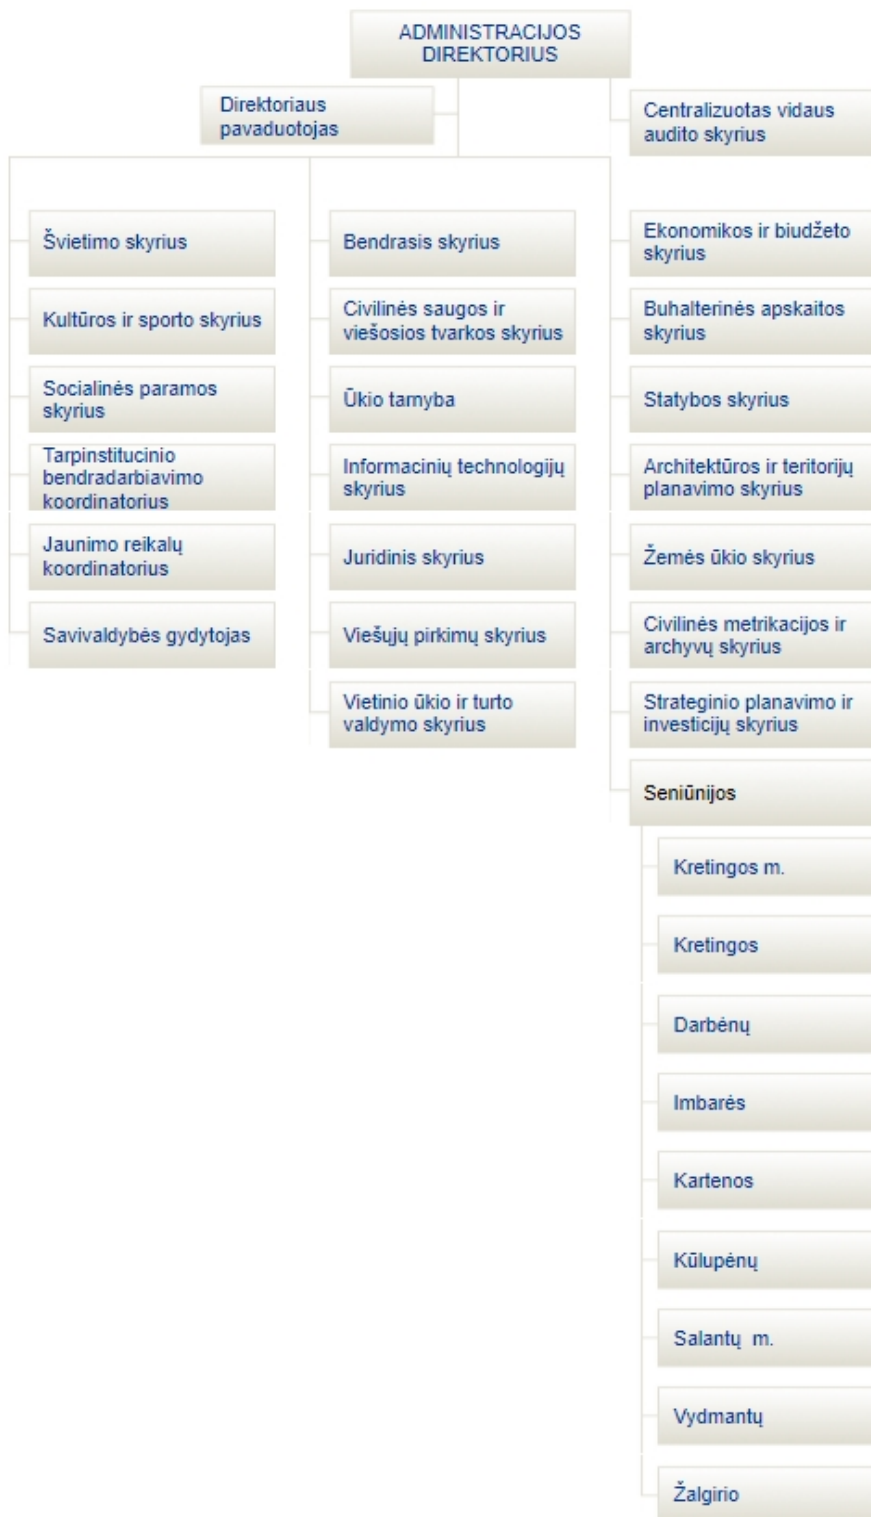 ADMINISTRACIJOS
DIREKTORIUS
Direktoriaus
pavaduotojas
Centralizuotas vidaus
audito skyrius
Švietimo skyrius
Kultūros ir sporto skyrius
Socialinės paramos
skyrius
Tarpinstitucinio
bendradarbiavimo
koordinatorius
Jaunimo reikalų
koordinatorius
Savivaldybės gydytojas
Bendrasis skyrius
Civilinės saugos ir
viešosios tvarkos skyrius
Ūkio tarnyba
Informacinių technologijų
skyrius
Juridinis skyrius
Viešųjų pirkimų skyrius
Vietinio ūkio ir turto
valdymo skyrius
Ekonomikos ir biudžeto
skyrius
Buhalterinės apskaitos
skyrius
Statybos skyrius
Architektūros ir teritorijų
planavimo skyrius
Žemės ūkio skyrius
Civilinės metrikacijos ir
archyvų skyrius
Strateginio planavimo ir
investicijų skyrius
Seniūnijos
Kretingos m.
Kretingos
Darbėnų
Imbarės
Kartenos
Kūlupėnų
Salantų m.
Vydmantų
Žalgirio